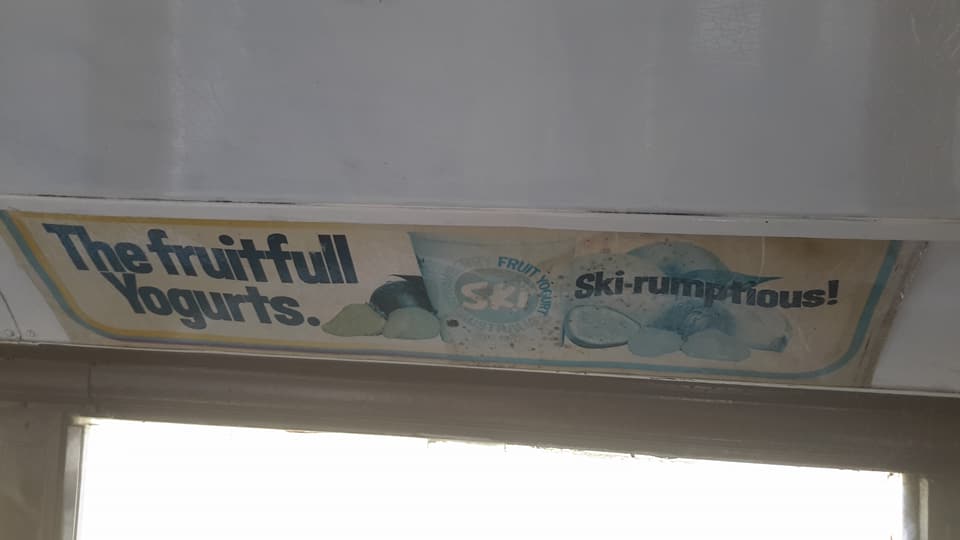 The fruitfull
Yogurts.
FRUIT YOGURT
Ski
Ski-rumptious!